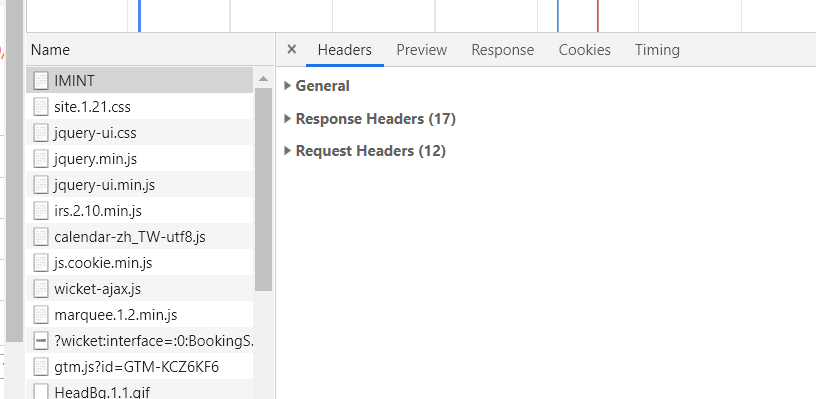 Name
Headers Preview Response Cookies Timing
IMINT
site.1.21.css
jquery-ui.css
jquery.min.js
jquery-ui.min.js
irs.2.10.min.js
calendar-zh_TW-utf8.js
js.cookie.min.js
wicket-ajax.js
marquee.1.2.min.js
?wicket:interface=:0:BookingS.
gtm.js?id=GTM-KCZ6KF6
HeadBg.1.1.gif
General
Response Headers (17)
Request Headers (12)